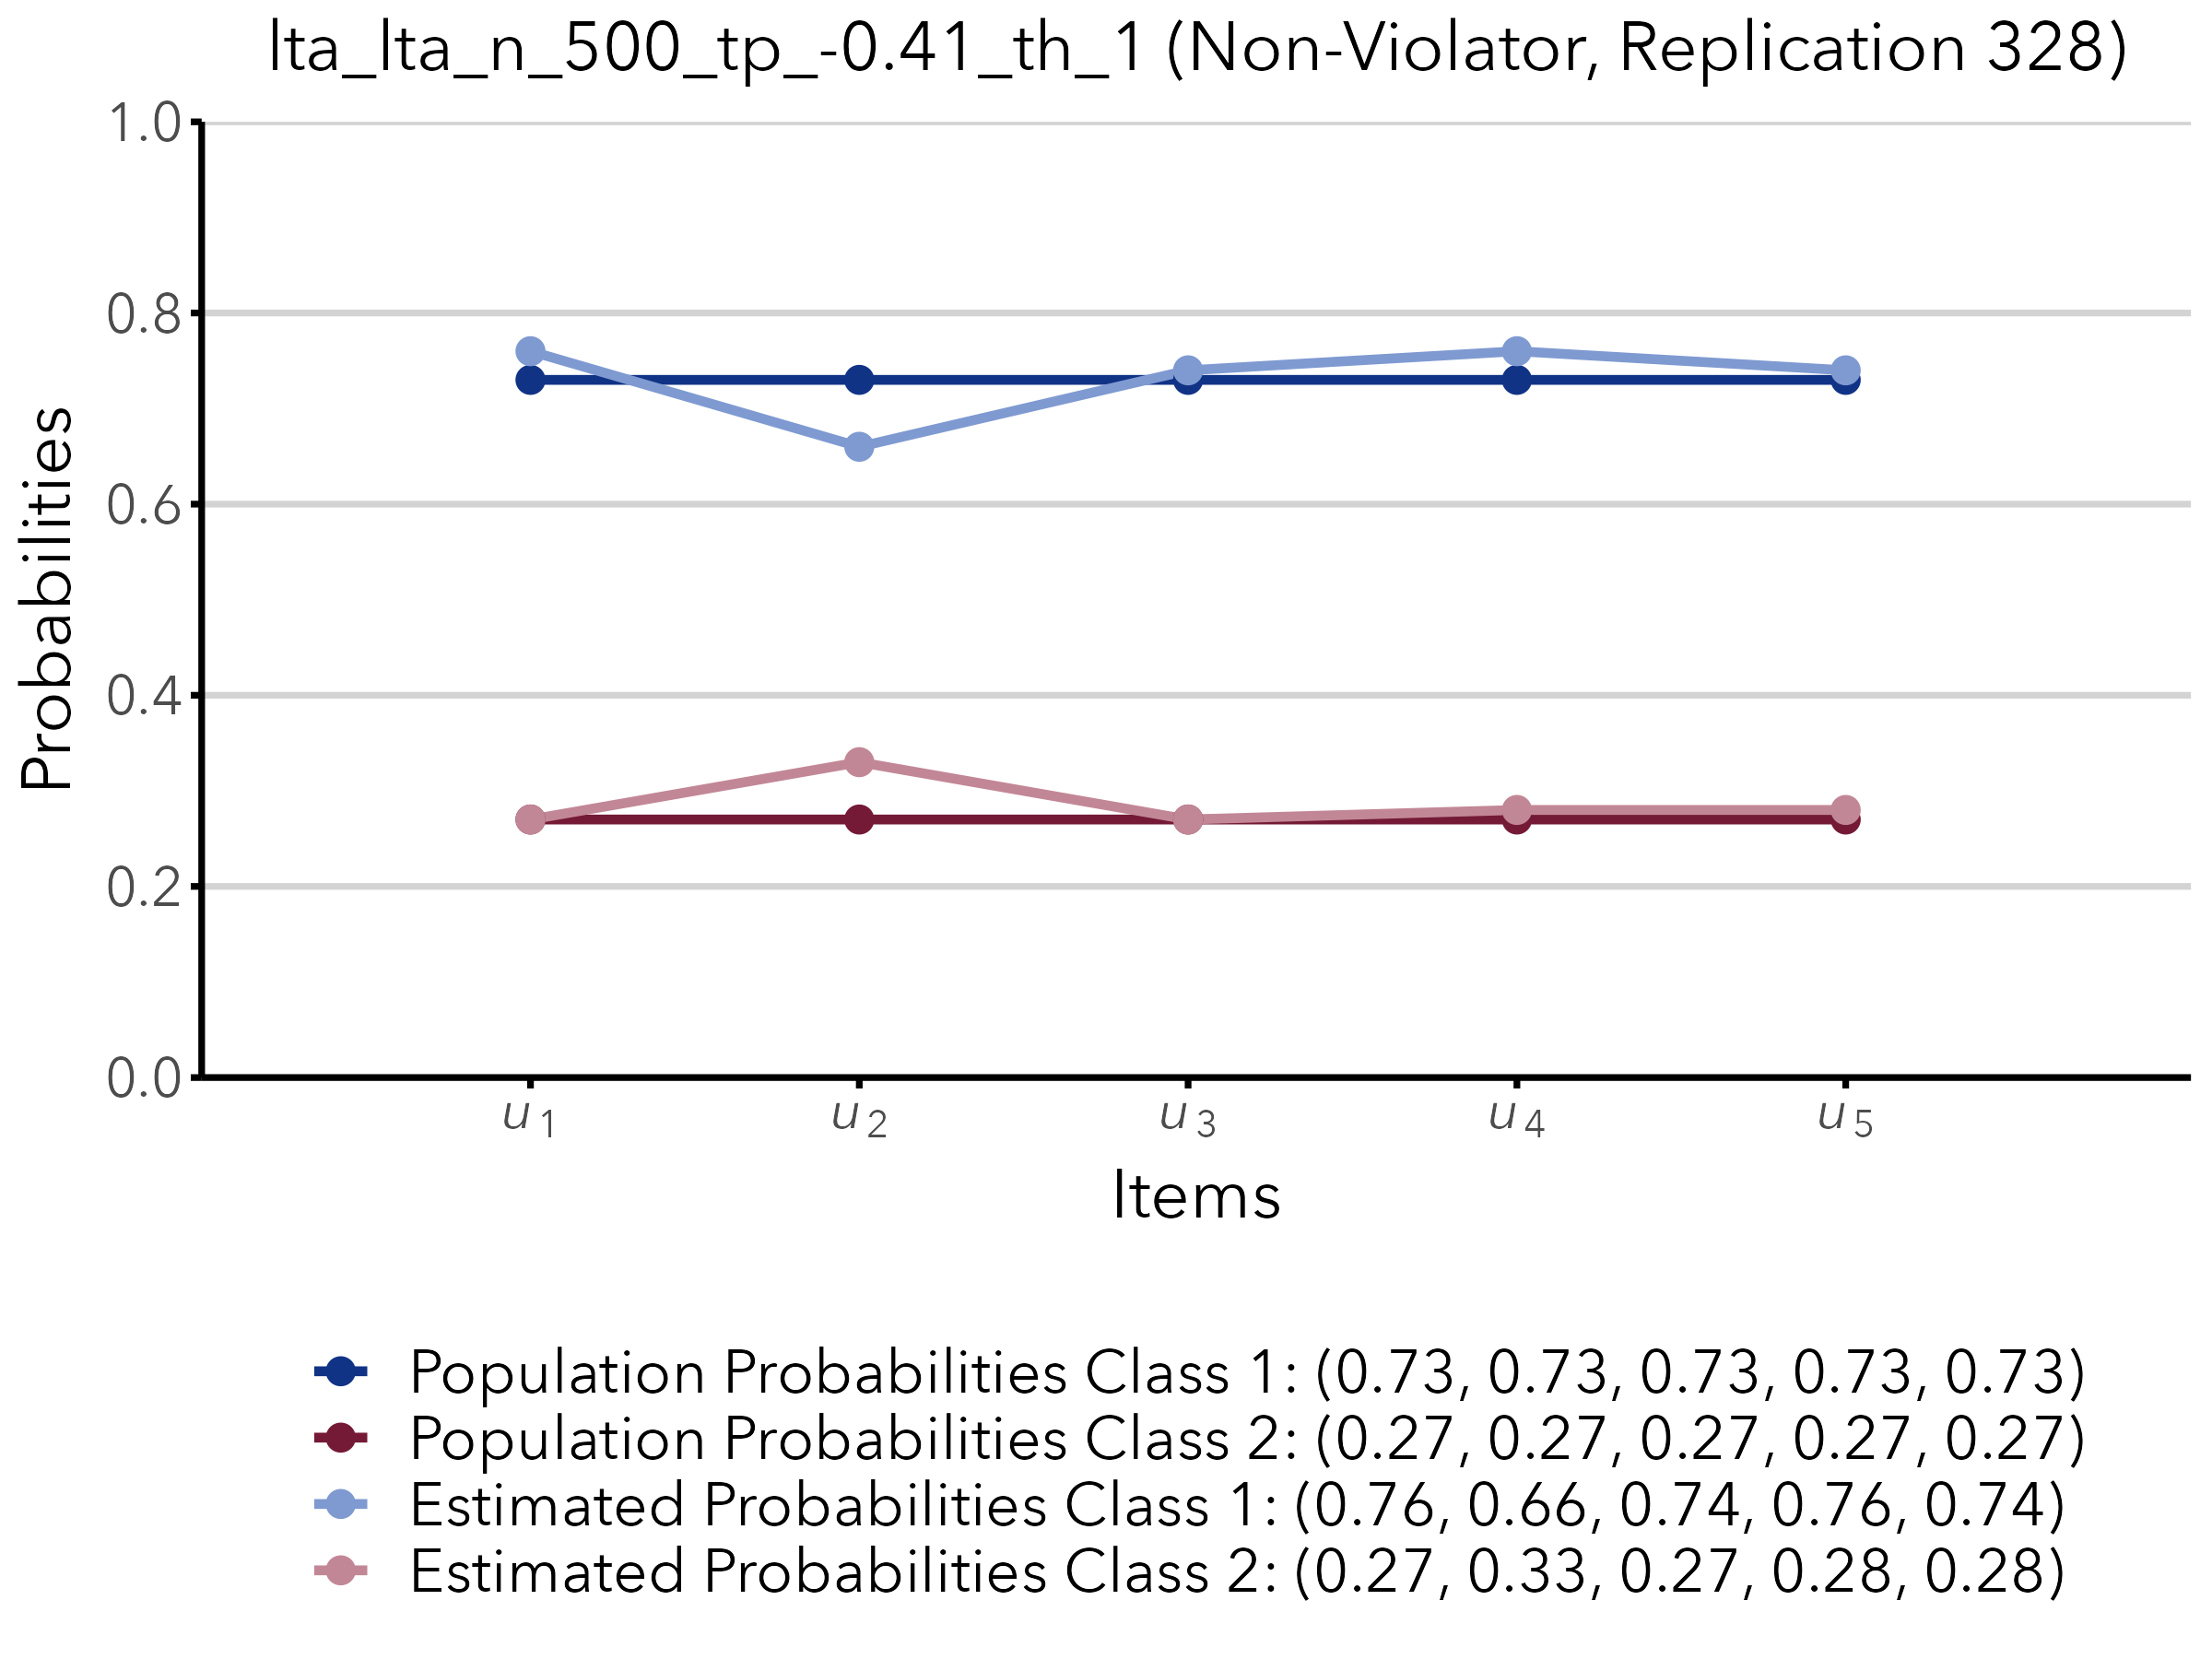 lta_lta_n_500_tp_-0.41_th_1 (Non-Violator, Replication 328)
Probabilities
1.0
0.8
0.6
0.4
0.2
0.0
u1 u2 u3 u4 u5
Items
Population Probabilities Class 1: (0.73, 0.73, 0.73, 0.73, 0.73)
Population Probabilities Class 2: (0.27, 0.27, 0.27, 0.27, 0.27)
Estimated Probabilities Class 1: (0.76, 0.66, 0.74, 0.76, 0.74)
Estimated Probabilities Class 2: (0.27, 0.33, 0.27, 0.28, 0.28)